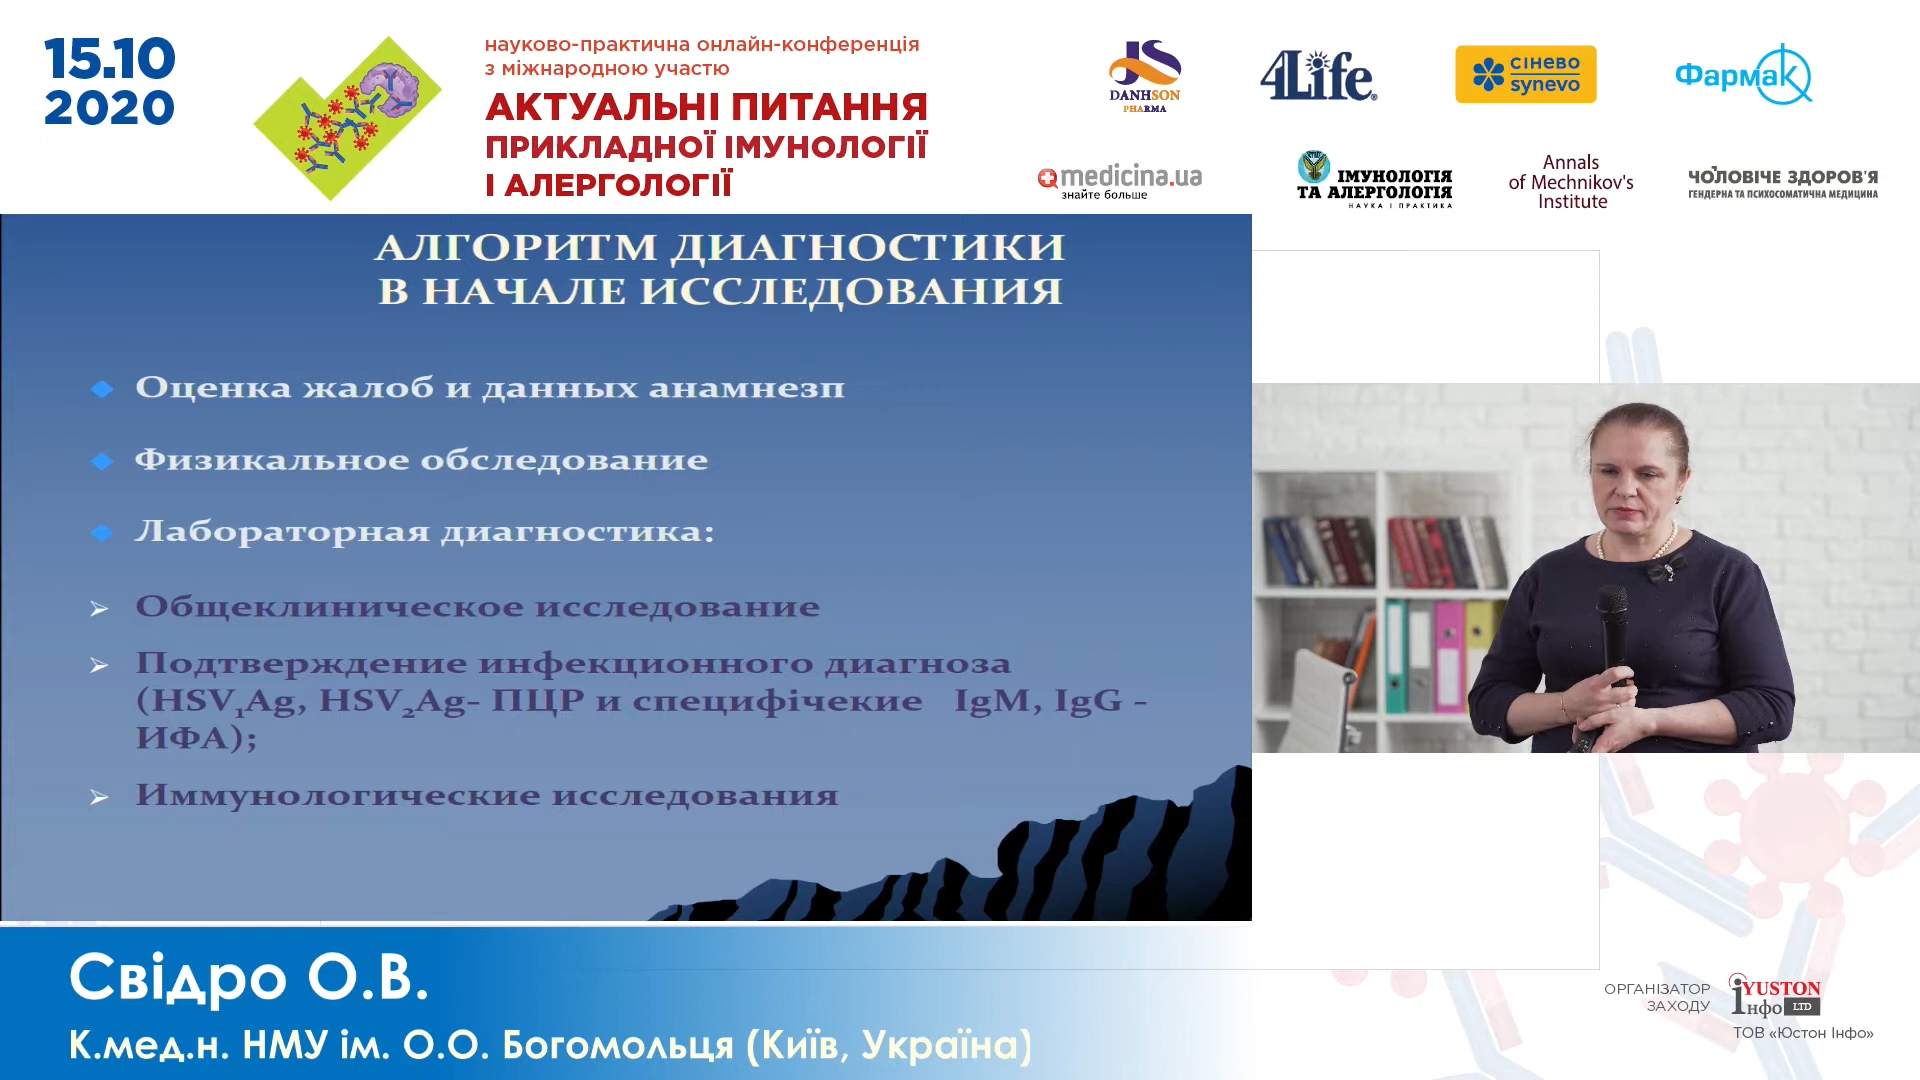 15.10
2020
науково-практична онлайн-конференція
з міжнародною участю
АКТУАЛЬНІ ПИТАННЯ
ПРИКЛАДНОЇ ІМУНОЛОГІЇ
І АЛЕРГОЛОГІЇ
DANHSON
PHARMA
4Life®
сінево
synevo
Фармак
medicina.ua
знайте больше
ІМУНОЛОГІЯ
ТА АЛЕРГОЛОГІЯ
НАУКА І ПРАКТИКА
Annals
of Mechnikov's
Institute
ЧОЛОВІЧЕ ЗДОРОВ'Я
ГЕНДЕРНА ТА ПСИХОСОМАТИЧНА МЕДИЦИНА
АЛГОРИТМ ДИАГНОСТИКИ
В НАЧАЛЕ ИССЛЕДОВАНИЯ
Оценка жалоб и данных анамнезп
Физикальное обследование
Лабораторная диагностика:
Общеклиническое исследование
Подтверждение инфекционного диагноза
(HSV₁Ag, HSV₂Ag- ПЦР и специфічекие IgM, IgG -
ИФА);
Иммунологические исследования
Свідро О.В.
К.мед.н. НМУ ім. О.О. Богомольця (Київ, Україна)
ОРГАНІЗАТОР
ЗАХОДУ
iYUSTON
Інфо LTD
ТОВ «Юстон Інфо»